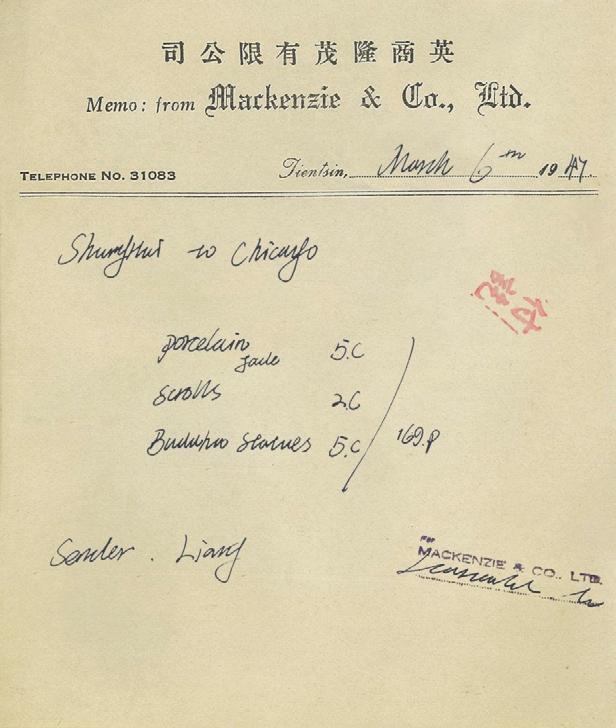 司公限有茂隆商英
Memo: from Mackenzie & Co., Ltd.
TELEPHONE NO. 31083
Tientsin, March 6th 1947
Shanghai to Chicago
porcelain
jade 5.C
scrolls 2.C
Buddha statues 5.C
169.P
Sender. Liang
For
MACKENZIE & CO., LTD.